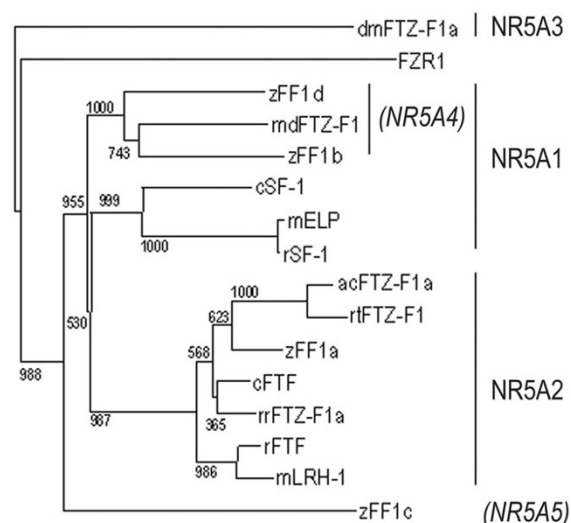 dmFTZ-F1a NR5A3
FZR1
zFF1d
1000
mdFTZ-F1 (NR5A4)
743
zFF1b NR5A1
955 999 cSF-1
mELP
1000
rSF-1
acFTZ-F1a
1000
rtFTZ-F1
530 623
zFF1a
568
988 cFTF NR5A2
987 365 rrFTZ-F1a
rFTF
986
mLRH-1
zFF1c (NR5A5)